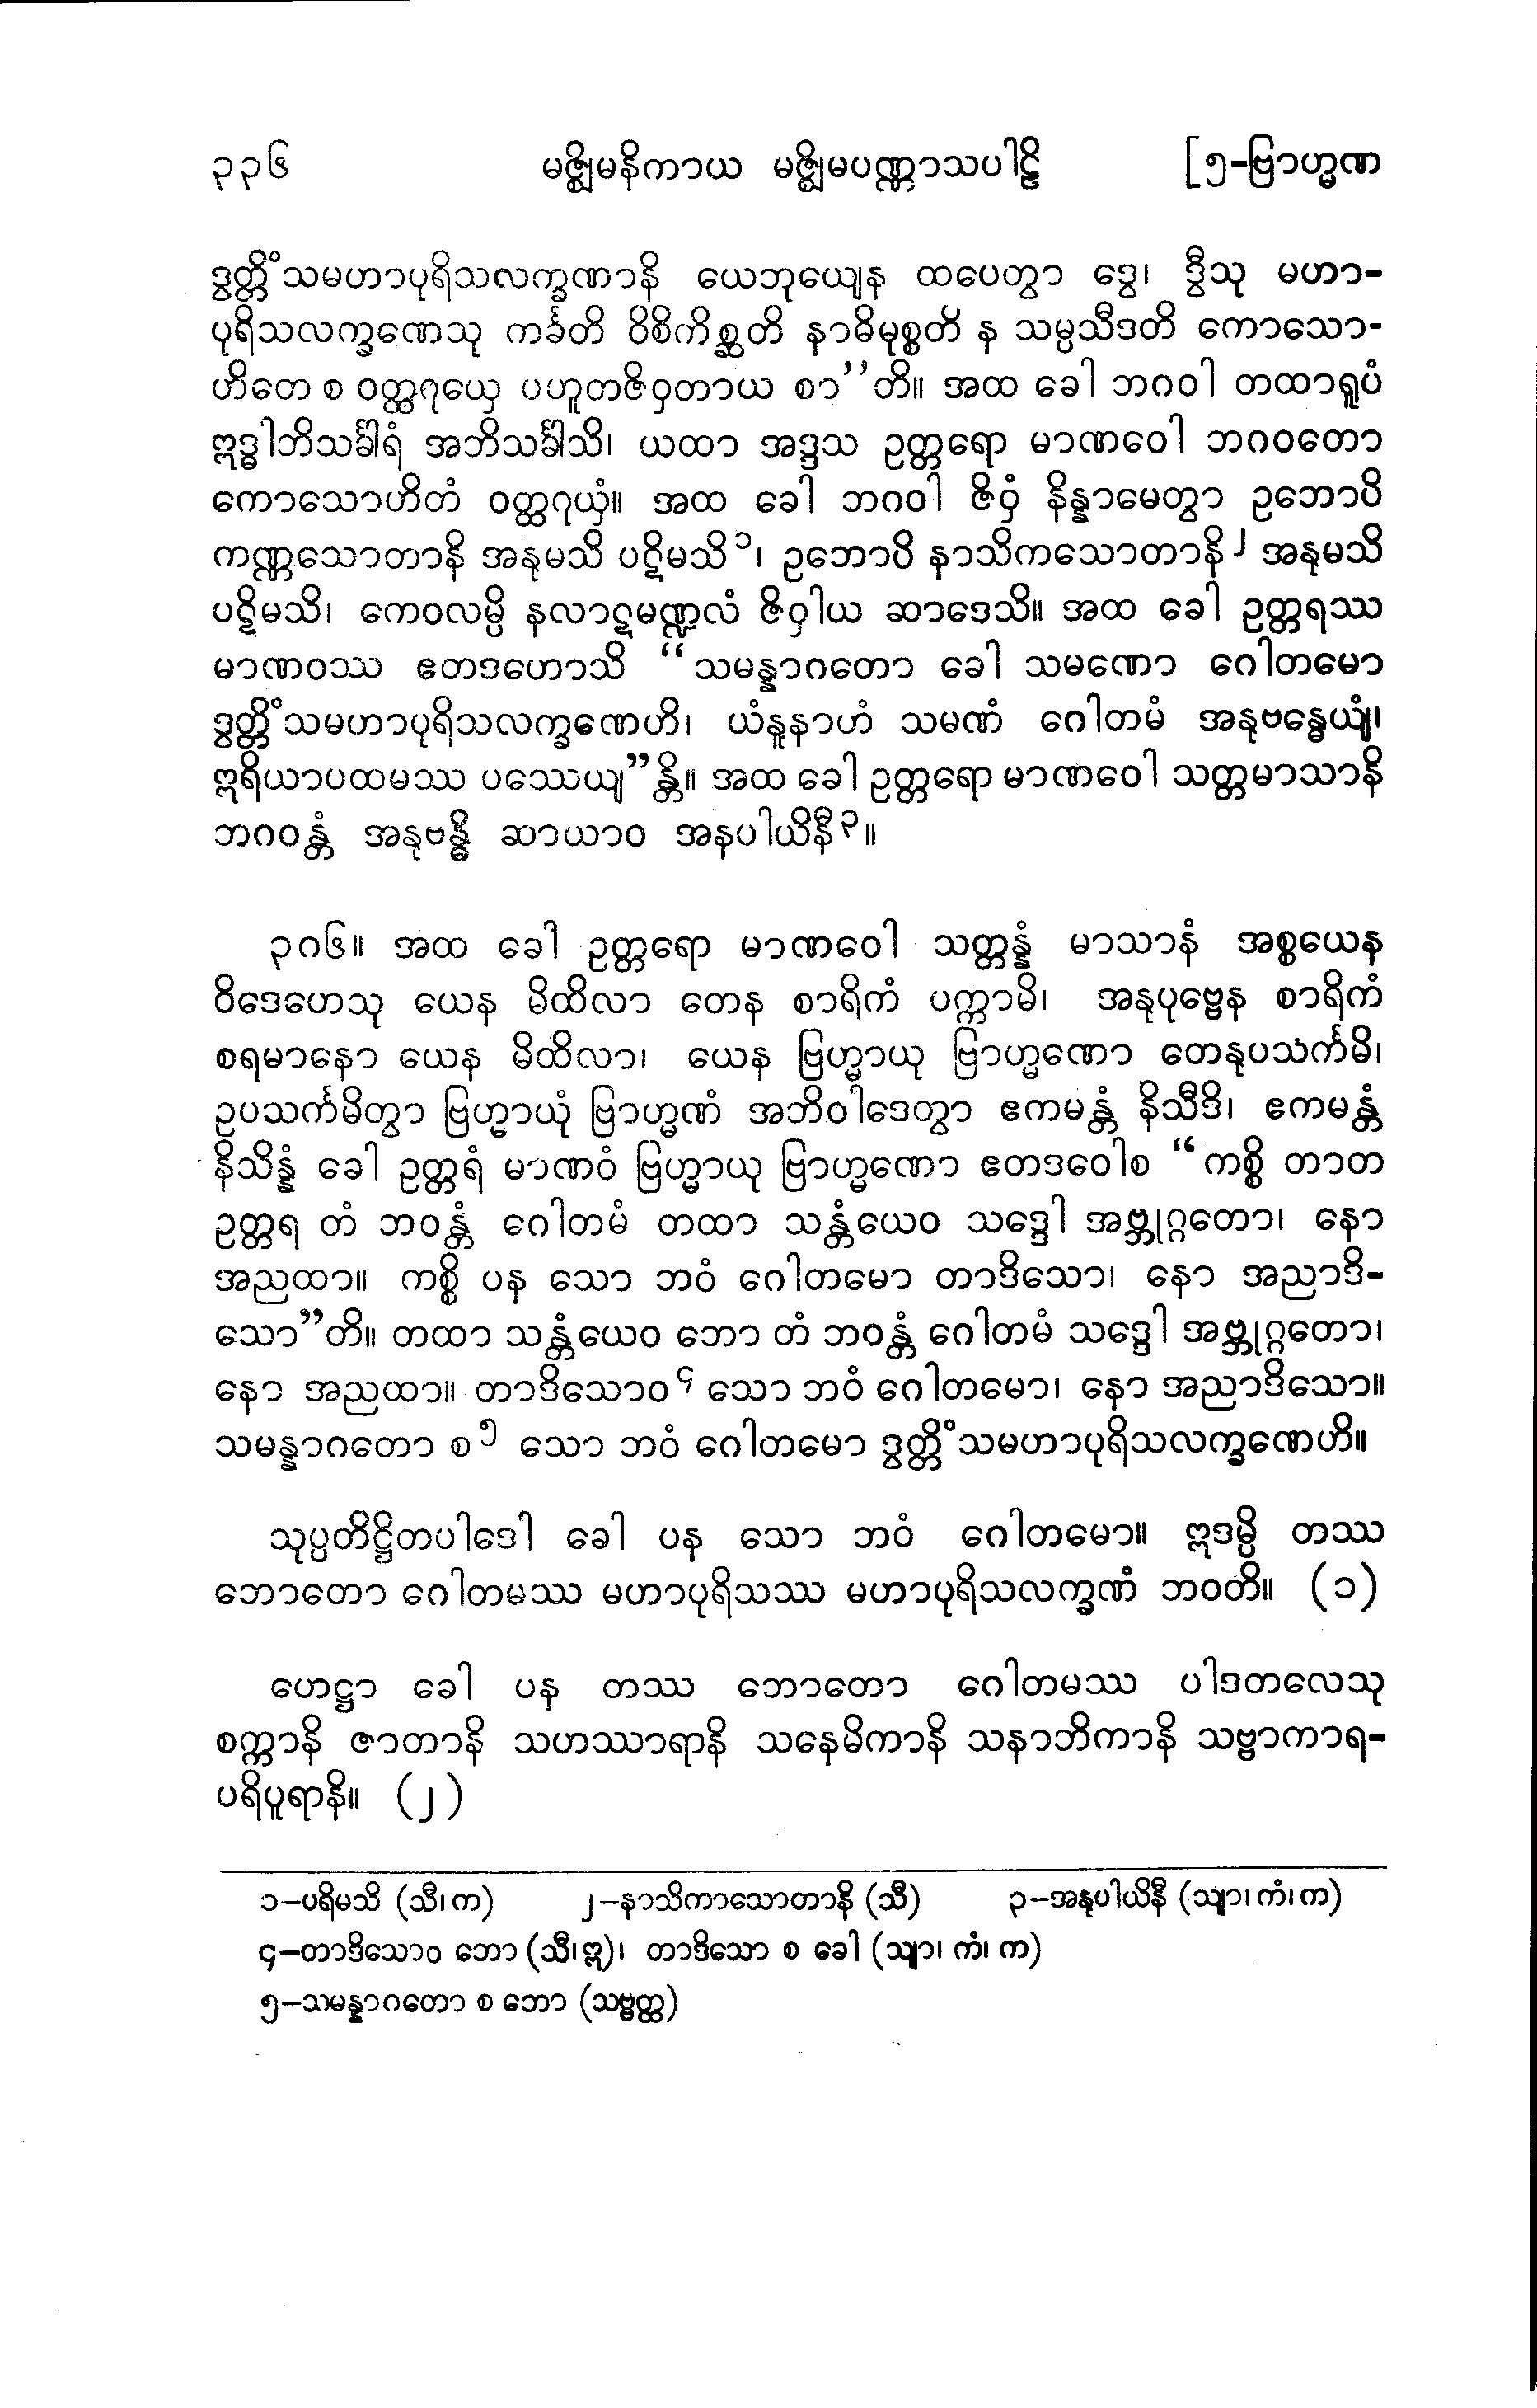 ၃၃၆ မဇ္ဈိမနိကာယ မဇ္ဈိမပဏ္ဏာသပါဠိ [၅-ဗြာဟ္မဏ
ဒွတ္တိံသမဟာပုရိသလက္ခဏာနိ ယေဘုယျေန ထပေတွာ ဒွေ၊ ဒွီသု မဟာ-
ပုရိသလက္ခဏေသု ကင်္ခတိ ဝိစိကိစ္ဆတိ နာဓိမုစ္စတိ န သမ္ပသီဒတိ ကောသော-
ဟိတေ စ ဝတ္ထဂုယှေ ပဟူတဇိဝှတာယ စာ”တိ။ အထ ခေါ ဘဂဝါ တထာရူပံ
ဣဒ္ဓါဘိသင်္ခါရံ အဘိသင်္ခါသိ၊ ယထာ အဒ္ဒသ ဥတ္တရော မာဏဝေါ ဘဂဝတော
ကောသောဟိတံ ဝတ္ထဂုယှံ။ အထ ခေါ ဘဂဝါ ဇိဝှံ နိန္နာမေတွာ ဥဘောပိ
ကဏ္ဏသောတာနိ အနုမသိ ပဋိမသိ၁၊ ဥဘောပိ နာသိကသောတာနိ၂ အနုမသိ
ပဋိမသိ၊ ကေဝလမ္ပိ နလာဋမဏ္ဍလံ ဇိဝှါယ ဆာဒေသိ။ အထ ခေါ ဥတ္တရဿ
မာဏဝဿ ဧတဒဟောသိ “သမန္နာဂတော ခေါ သမဏော ဂေါတမော
ဒွတ္တိံသမဟာပုရိသလက္ခဏေဟိ၊ ယံနူနာဟံ သမဏံ ဂေါတမံ အနုဗန္ဓေယျံ၊
ဣရိယာပထမဿ ပဿေယျ”န္တိ။ အထ ခေါ ဥတ္တရော မာဏဝေါ သတ္တမာသာနိ
ဘဂဝန္တံ အနုဗန္ဓိ ဆာယာဝ အနပါယိနီ၃။
၃၈၆။ အထ ခေါ ဥတ္တရော မာဏဝေါ သတ္တန္နံ မာသာနံ အစ္စယေန
ဝိဒေဟေသု ယေန မိထိလာ တေန စာရိကံ ပက္ကာမိ၊ အနုပုဗ္ဗေန စာရိကံ
စရမာနော ယေန မိထိလာ၊ ယေန ဗြဟ္မာယု ဗြာဟ္မဏော တေနုပသင်္ကမိ၊
ဥပသင်္ကမိတွာ ဗြဟ္မာယုံ ဗြာဟ္မဏံ အဘိဝါဒေတွာ ဧကမန္တံ နိသီဒိ၊ ဧကမန္တံ
နိသိန္နံ ခေါ ဥတ္တရံ မာဏဝံ ဗြဟ္မာယု ဗြာဟ္မဏော ဧတဒဝေါစ “ကစ္စိ တာတ
ဥတ္တရ တံ ဘဝန္တံ ဂေါတမံ တထာ သန္တံယေဝ သဒ္ဒေါ အဗ္ဘုဂ္ဂတော၊ နော
အညထာ။ ကစ္စိ ပန သော ဘဝံ ဂေါတမော တာဒိသော၊ နော အညာဒိ-
သော”တိ။ တထာ သန္တံယေဝ ဘော တံ ဘဝန္တံ ဂေါတမံ သဒ္ဒေါ အဗ္ဘုဂ္ဂတော၊
နော အညထာ။ တာဒိသောဝ၄ သော ဘဝံ ဂေါတမော၊ နော အညာဒိသော။
သမန္နာဂတော စ၅ သော ဘဝံ ဂေါတမော ဒွတ္တိံသမဟာပုရိသလက္ခဏေဟိ။
သုပ္ပတိဋ္ဌိတပါဒေါ ခေါ ပန သော ဘဝံ ဂေါတမော။ ဣဒမ္ပိ တဿ
ဘောတော ဂေါတမဿ မဟာပုရိသဿ မဟာပုရိသလက္ခဏံ ဘဝတိ။ (၁)
ဟေဋ္ဌာ ခေါ ပန တဿ ဘောတော ဂေါတမဿ ပါဒတလေသု
စက္ကာနိ ဇာတာနိ သဟဿာရာနိ သနေမိကာနိ သနာဘိကာနိ သဗ္ဗာကာရ-
ပရိပူရာနိ။ (၂)
၁–ပရိမသိ (သီ၊ က) ၂–နာသိကာသောတာနိ (သီ) ၃–အနုပါယိနီ (သျာ၊ ကံ၊ က)
၄–တာဒိသောဝ ဘော (သီ၊ ဣ)၊ တာဒိသော စ ခေါ (သျာ၊ ကံ၊ က)
၅–သမန္နာဂတော စ ဘော (သဗ္ဗတ္ထ)